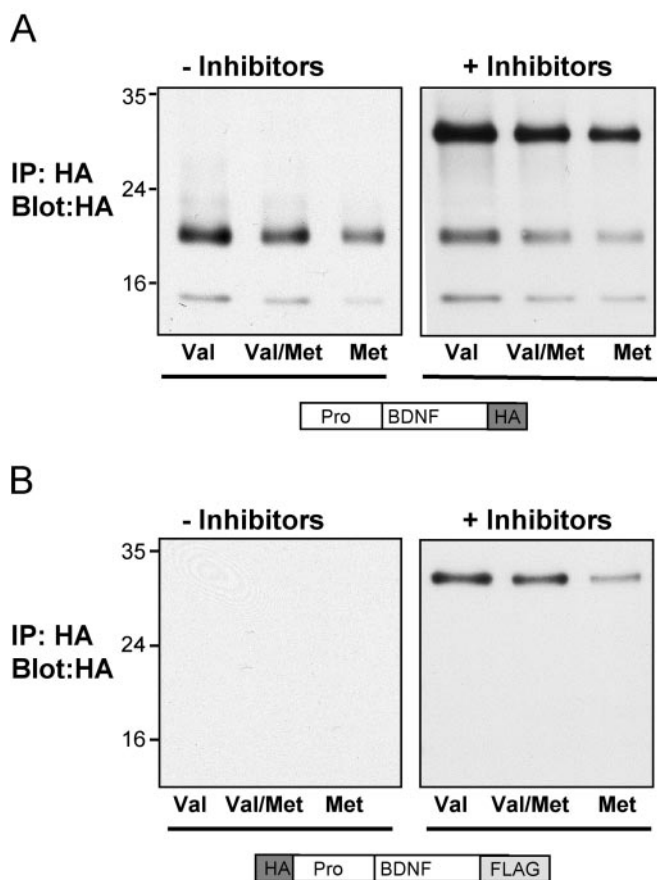 A
- Inhibitors + Inhibitors
35
24
16
IP: HA
Blot:HA
Val Val/Met Met Val Val/Met Met
Pro BDNF HA
B
- Inhibitors + Inhibitors
35
24
16
IP: HA
Blot:HA
Val Val/Met Met Val Val/Met Met
HA Pro BDNF FLAG